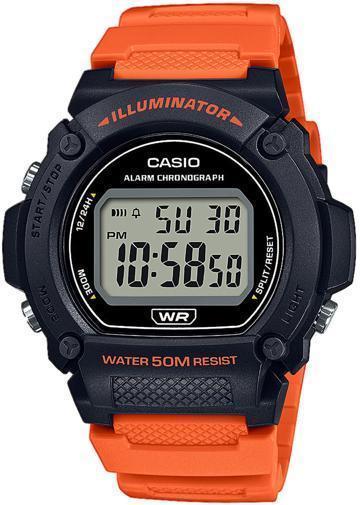 ILLUMINATOR
CASIO
ALARM CHRONOGRAPH
START/STOP
12/24H
SU 30
PM
10:58 50
MODE
SPLIT/RESET
LIGHT
WR
WATER 50M RESIST